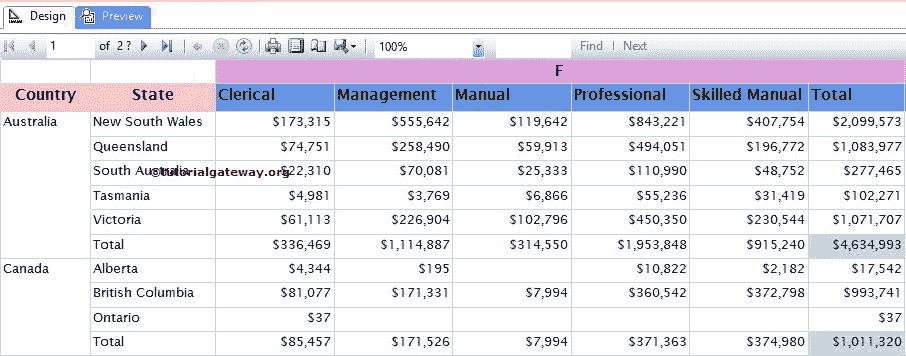 Design Preview
1 of 2 ? 100% Find | Next
F
Country State Clerical Management Manual Professional Skilled Manual Total
Australia New South Wales $173,315 $555,642 $119,642 $843,221 $407,754 $2,099,573
Queensland $74,751 $258,490 $59,913 $494,051 $196,772 $1,083,977
South Australia $22,310 $70,081 $25,333 $110,990 $48,752 $277,465
@tutorialgateway.org
Tasmania $4,981 $3,769 $6,866 $55,236 $31,419 $102,271
Victoria $61,113 $226,904 $102,796 $450,350 $230,544 $1,071,707
Total $336,469 $1,114,887 $314,550 $1,953,848 $915,240 $4,634,993
Canada Alberta $4,344 $195 $10,822 $2,182 $17,542
British Columbia $81,077 $171,331 $7,994 $360,542 $372,798 $993,741
Ontario $37 $37
Total $85,457 $171,526 $7,994 $371,363 $374,980 $1,011,320